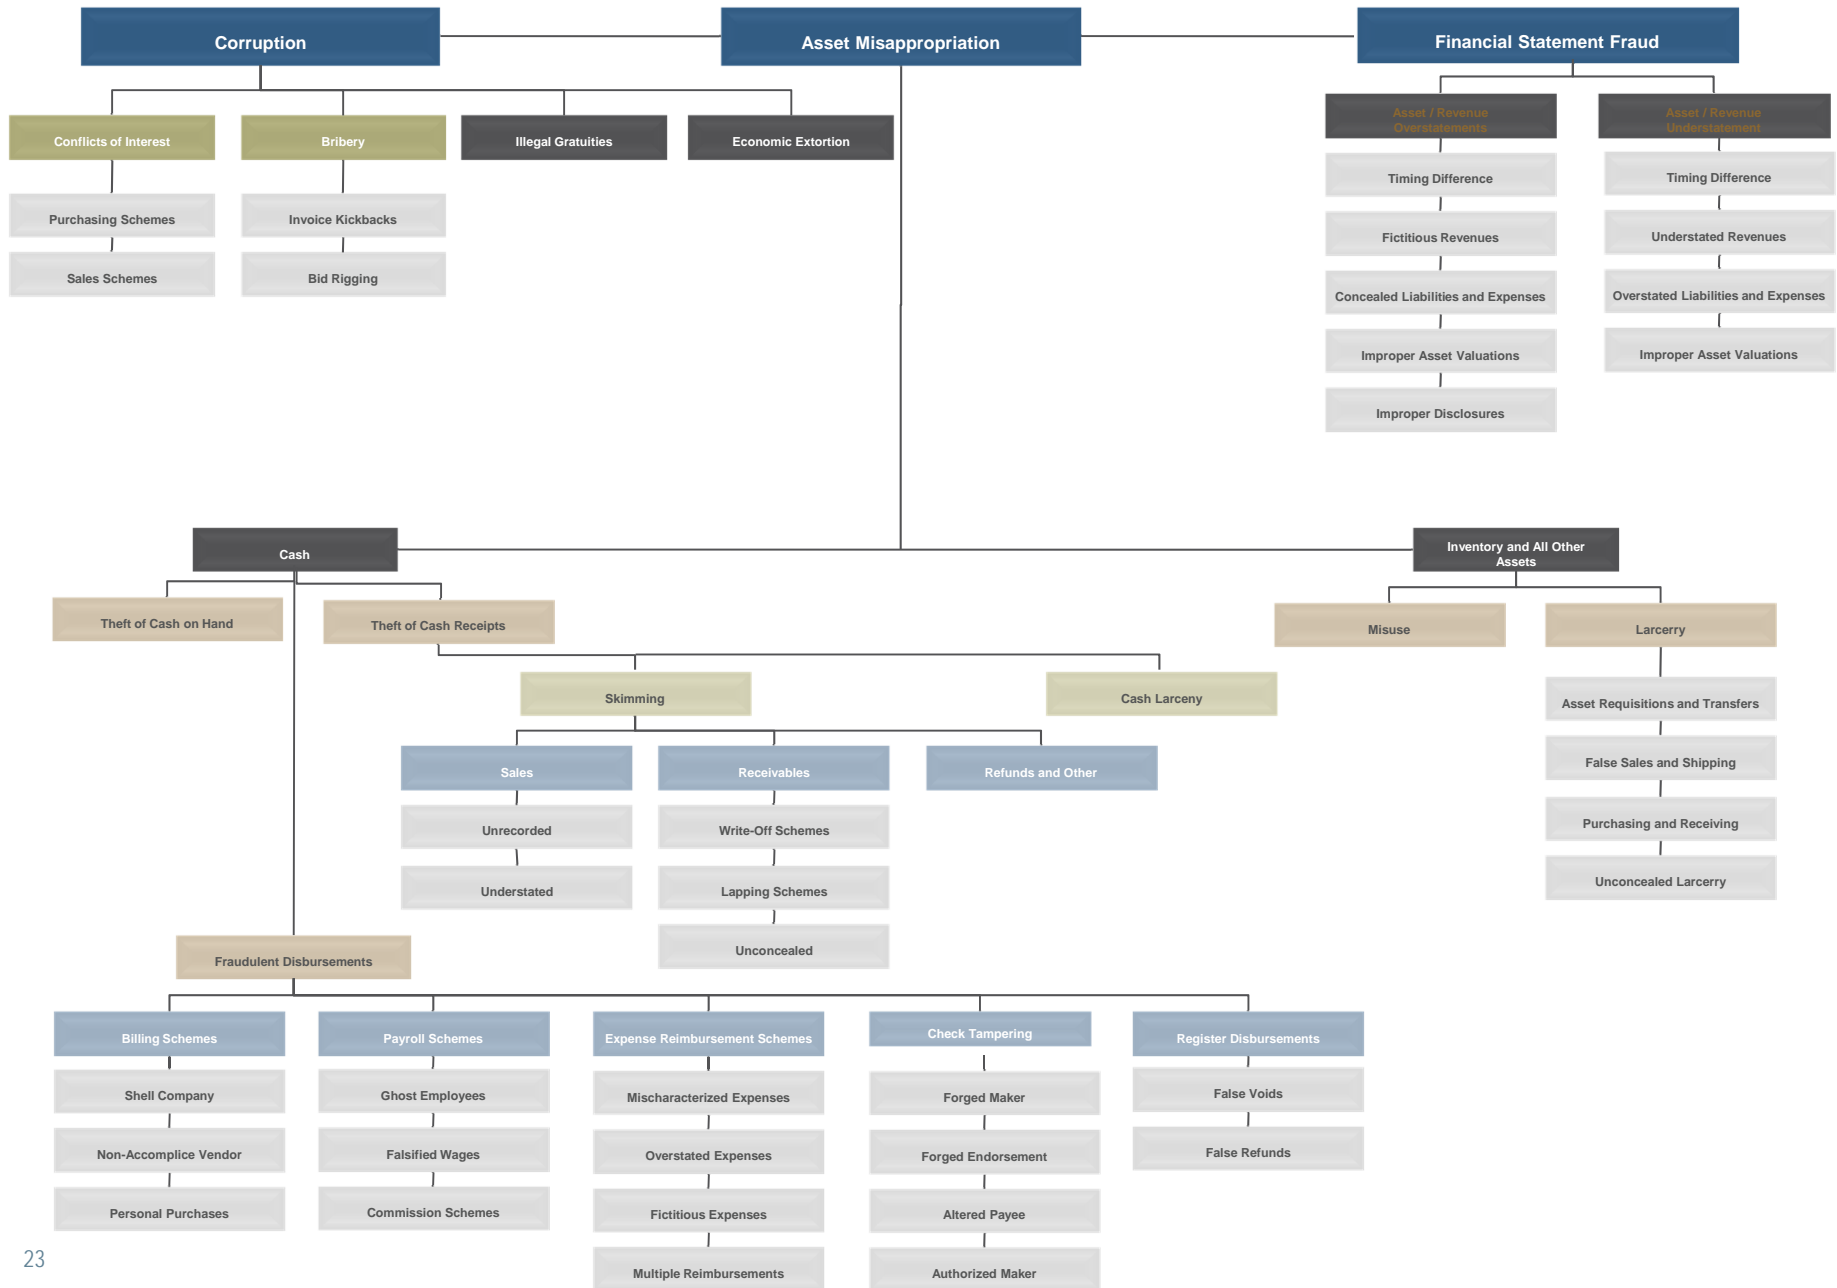 Corruption
Asset Misappropriation
Financial Statement Fraud
Conflicts of Interest
Bribery
Illegal Gratuities
Economic Extortion
Asset / Revenue
Overstatements
Asset / Revenue
Understatement
Purchasing Schemes
Sales Schemes
Invoice Kickbacks
Bid Rigging
Timing Difference
Fictitious Revenues
Concealed Liabilities and Expenses
Improper Asset Valuations
Improper Disclosures
Timing Difference
Understated Revenues
Overstated Liabilities and Expenses
Improper Asset Valuations
Cash
Inventory and All Other
Assets
Theft of Cash on Hand
Theft of Cash Receipts
Misuse
Larcerry
Skimming
Cash Larceny
Asset Requisitions and Transfers
False Sales and Shipping
Purchasing and Receiving
Unconcealed Larcerry
Sales
Receivables
Refunds and Other
Unrecorded
Understated
Write-Off Schemes
Lapping Schemes
Unconcealed
Fraudulent Disbursements
Billing Schemes
Payroll Schemes
Expense Reimbursement Schemes
Check Tampering
Register Disbursements
Shell Company
Non-Accomplice Vendor
Personal Purchases
Ghost Employees
Falsified Wages
Commission Schemes
Mischaracterized Expenses
Overstated Expenses
Fictitious Expenses
Multiple Reimbursements
Forged Maker
Forged Endorsement
Altered Payee
Authorized Maker
False Voids
False Refunds
23